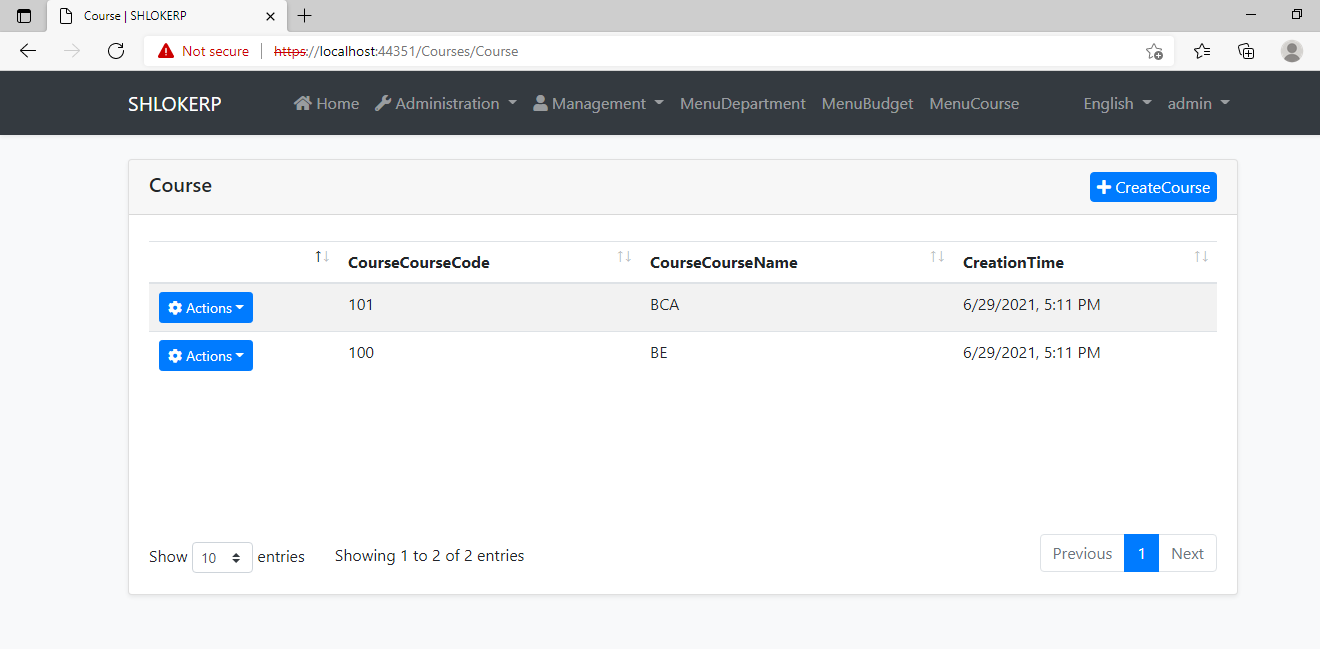 Course | SHLOKERP
Not secure https://localhost:44351/Courses/Course
SHLOKERP Home Administration Management MenuDepartment MenuBudget MenuCourse English admin
Course CreateCourse
CourseCourseCode CourseCourseName CreationTime
Actions 101 BCA 6/29/2021, 5:11 PM
Actions 100 BE 6/29/2021, 5:11 PM
Show 10 entries Showing 1 to 2 of 2 entries Previous 1 Next